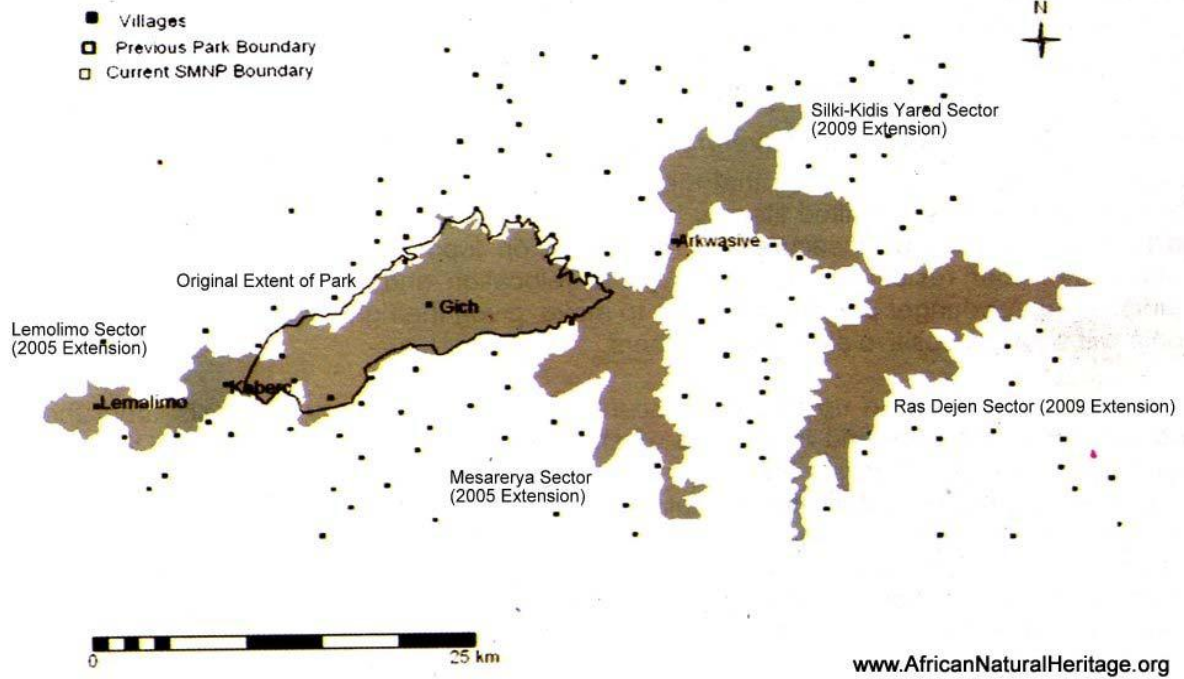 Villages
Previous Park Boundary
Current SMNP Boundary
N
Silki-Kidis Yared Sector
(2009 Extension)
Arkwasiye
Original Extent of Park
Gich
Lemolimo Sector
(2005 Extension)
Lemalimo
Ras Dejen Sector (2009 Extension)
Mesarerya Sector
(2005 Extension)
0
25 km
www.AfricanNaturalHeritage.org